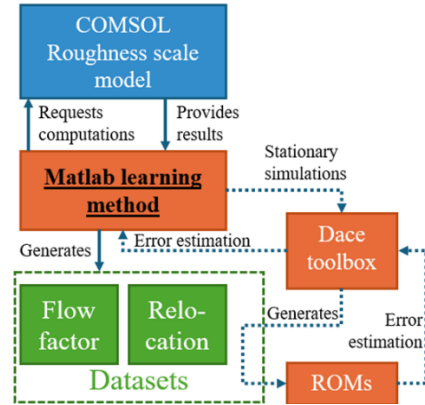 COMSOL
Roughness scale
model
Requests
computations
Provides
results
Matlab learning
method
Stationary
simulations
Generates
Error estimation
Dace
toolbox
Flow
factor
Relo-
cation
Datasets
Generates
Error
estimation
ROMs